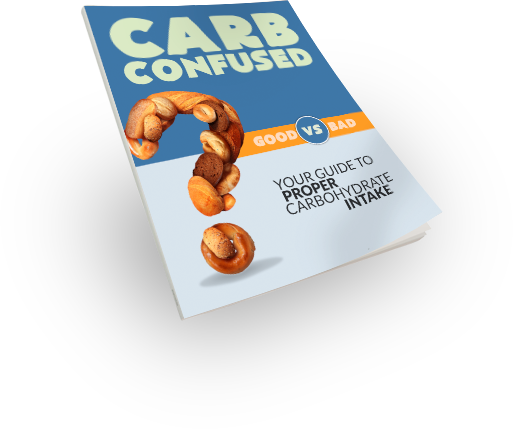 CARB
CONFUSED
GOOD VS BAD
YOUR GUIDE TO
PROPER
CARBOHYDRATE
INTAKE